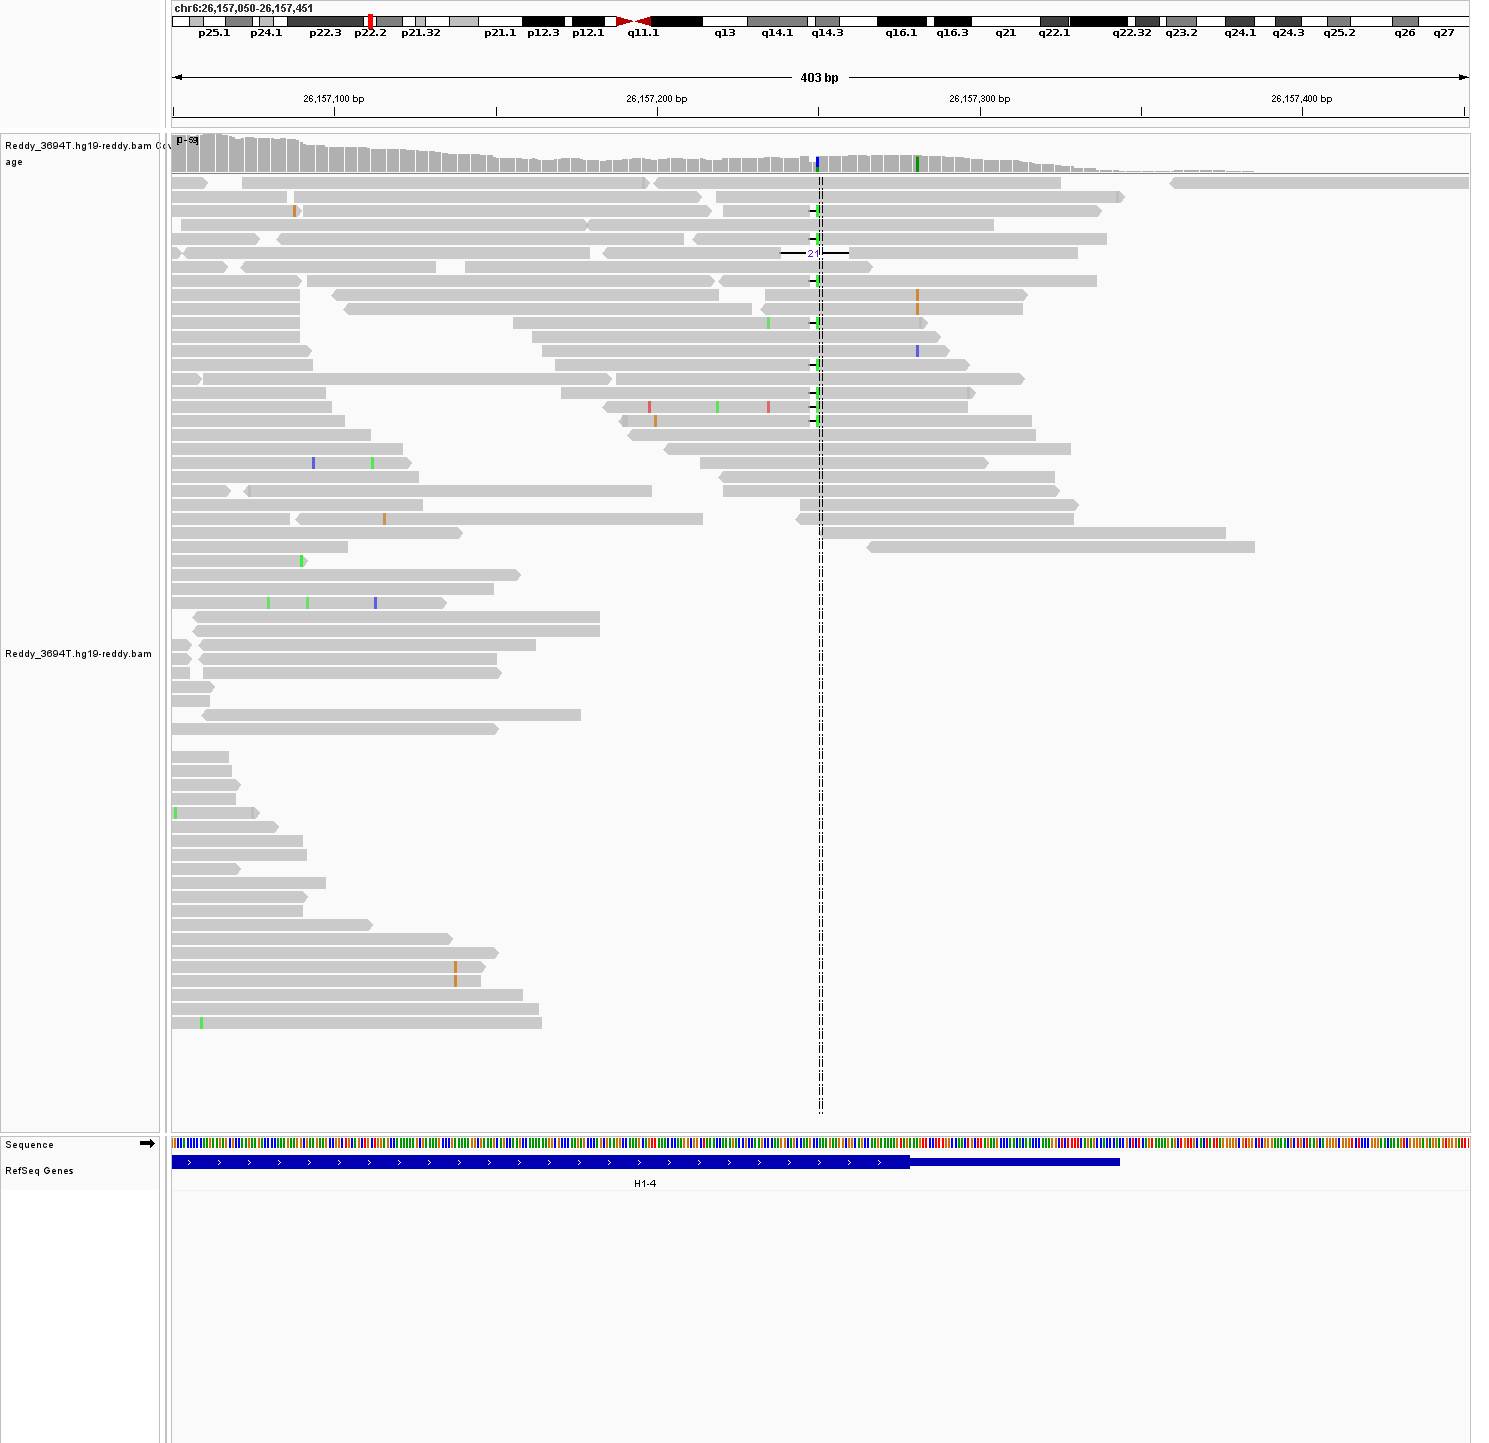 chr6:26,157,050-26,157,451
p25.1 p24.1 p22.3 p22.2 p21.32 p21.1 p12.3 p12.1 q11.1 q13 q14.1 q14.3 q16.1 q16.3 q21 q22.1 q22.32 q23.2 q24.1 q24.3 q25.2 q26 q27
403 bp
26,157,100 bp 26,157,200 bp 26,157,300 bp 26,157,400 bp
Reddy_3694T.hg19-reddy.bam Cov
age
21
Reddy_3694T.hg19-reddy.bam
Sequence
RefSeq Genes
H1-4